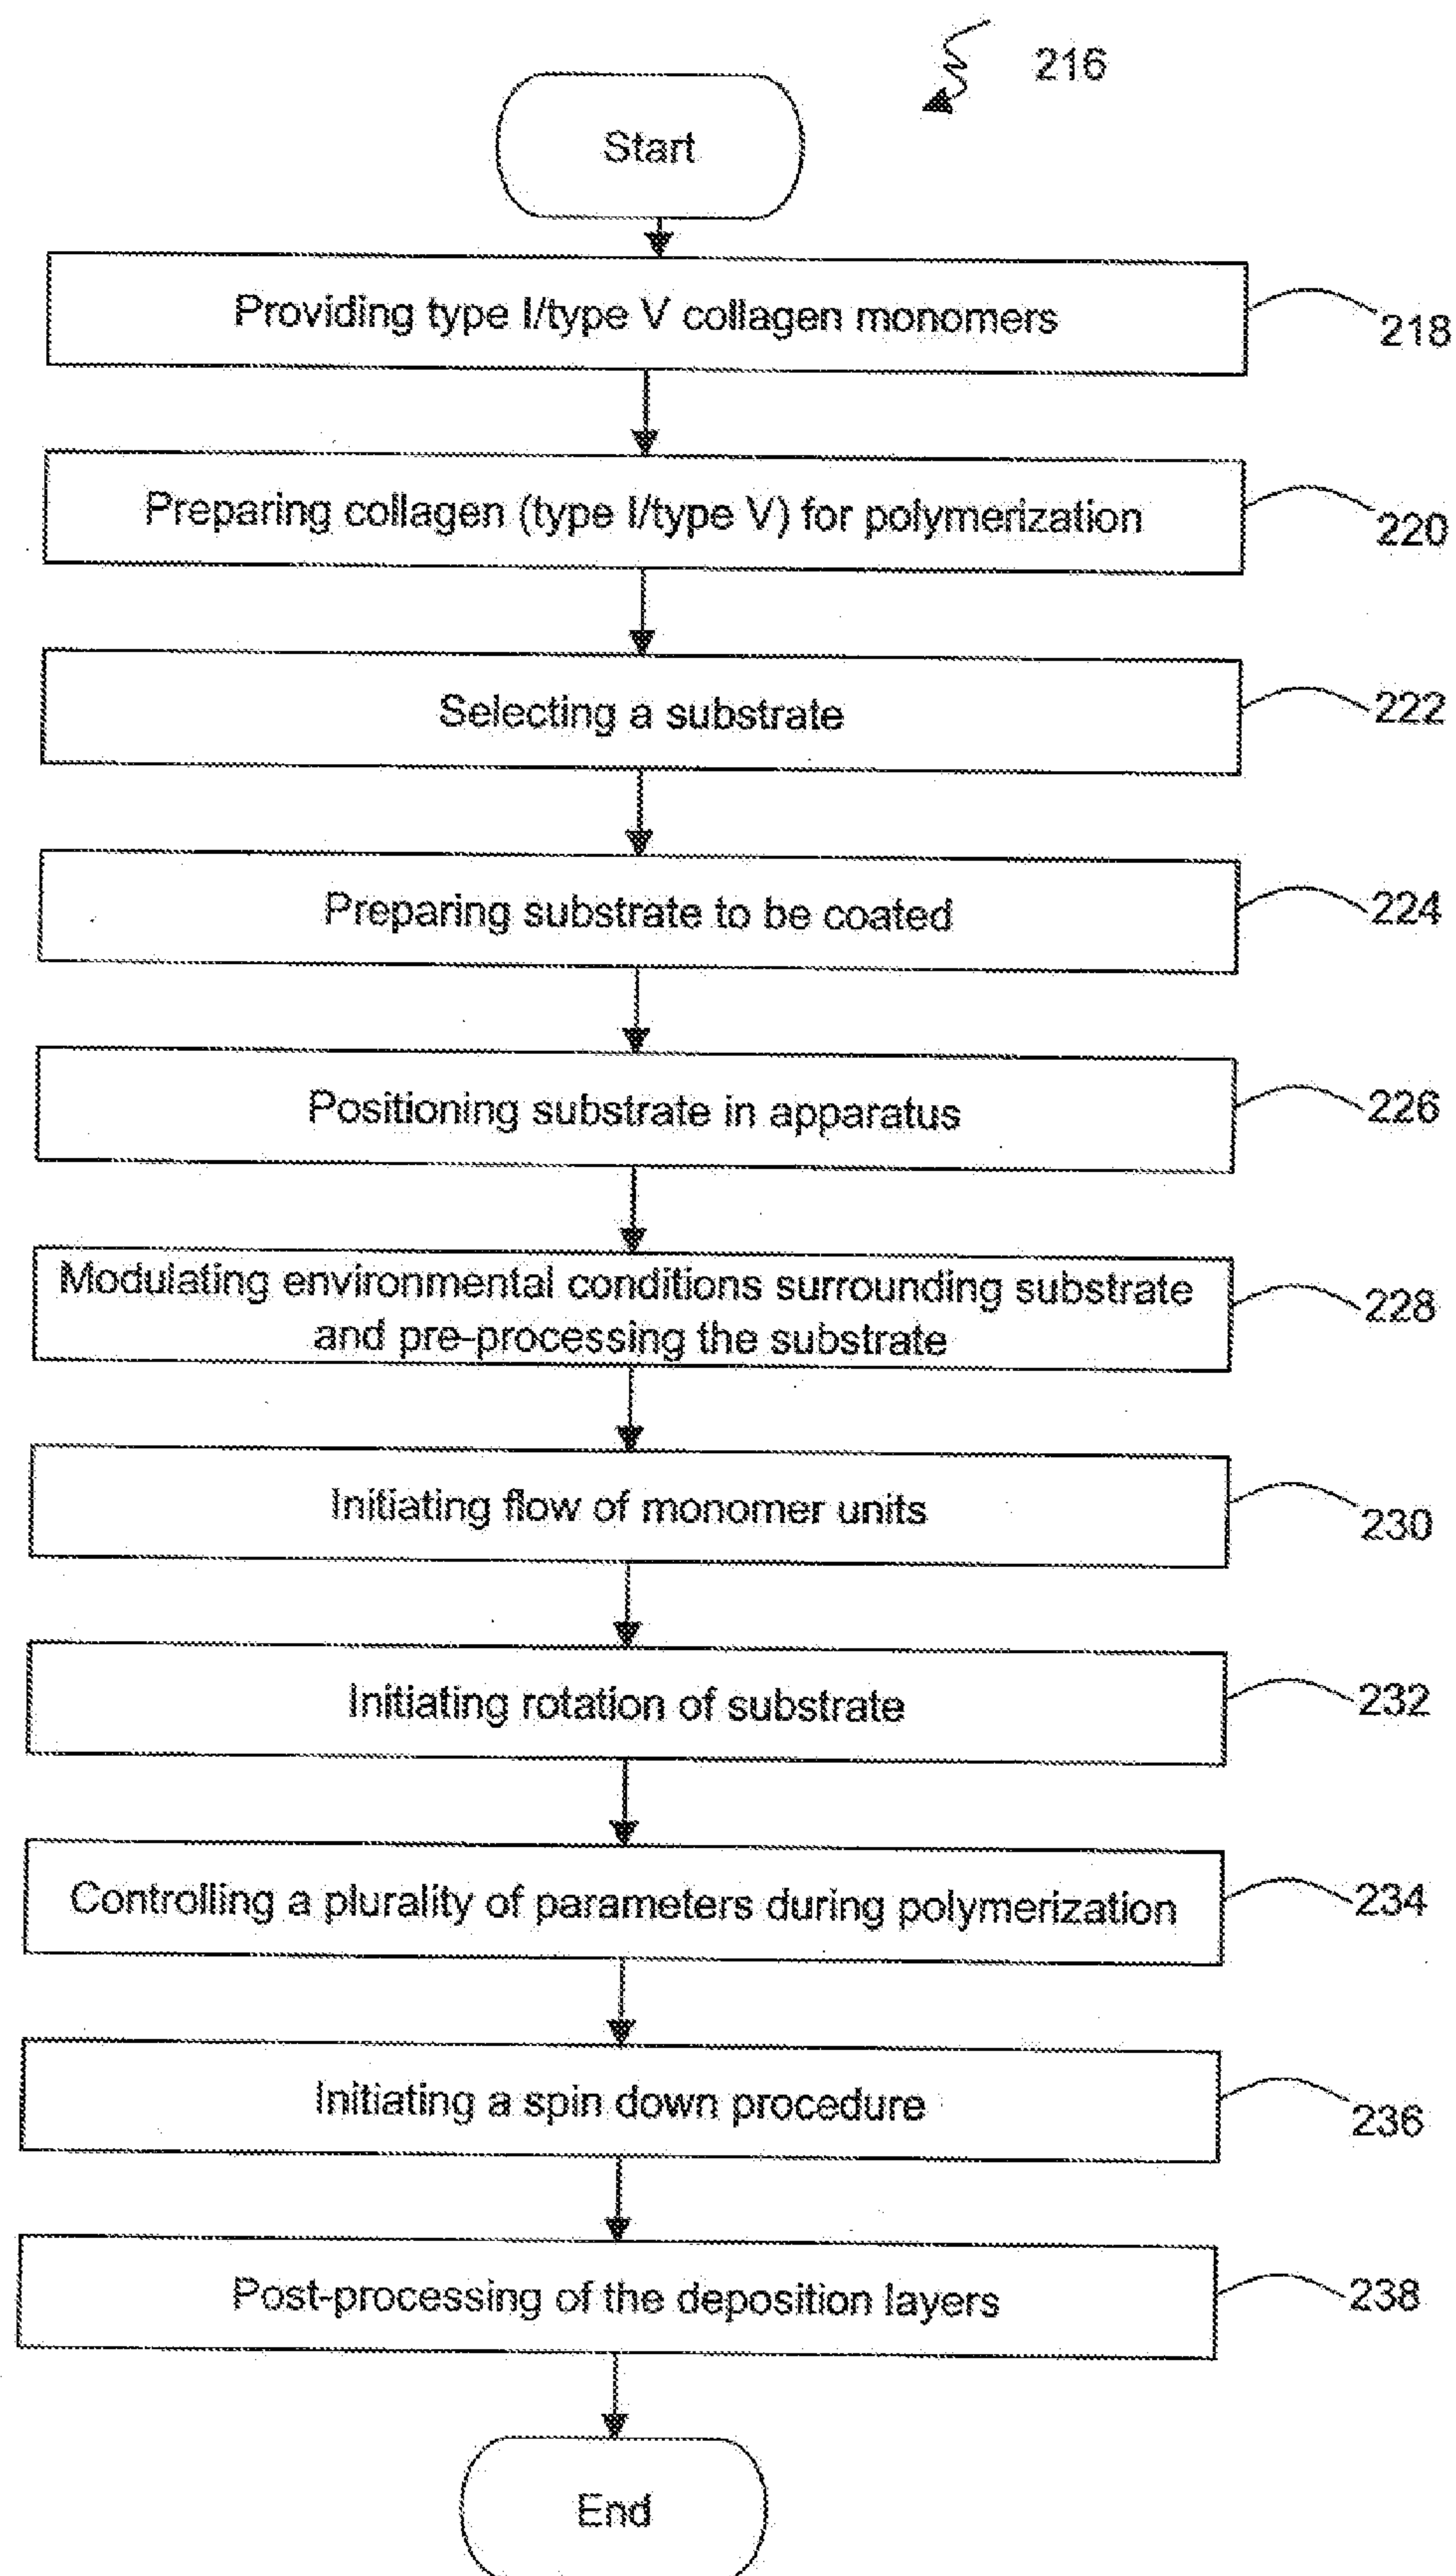 216
Start
Providing type I/type V collagen monomers
218
Preparing collagen (type I/type V) for polymerization
220
Selecting a substrate
222
Preparing substrate to be coated
224
Positioning substrate in apparatus
226
Modulating environmental conditions surrounding substrate
and pre-processing the substrate
228
Initiating flow of monomer units
230
Initiating rotation of substrate
232
Controlling a plurality of parameters during polymerization
234
Initiating a spin down procedure
236
Post-processing of the deposition layers
238
End